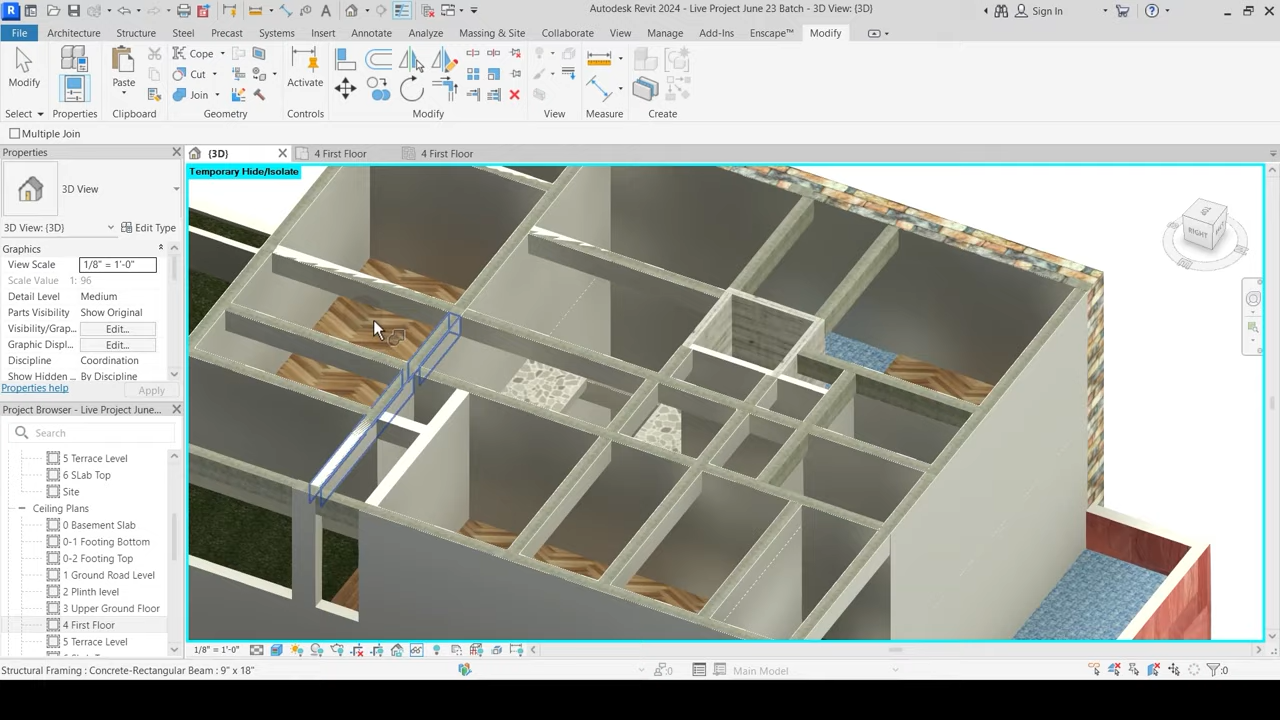 Autodesk Revit 2024 - Live Project June 23 Batch - 3D View: {3D}
Sign In
File Architecture Structure Steel Precast Systems Insert Annotate Analyze Massing & Site Collaborate View Manage Add-Ins Enscape™ Modify
Modify
Paste
Cope
Cut
Join
Activate
Select Properties Clipboard Geometry Controls Modify View Measure Create
Multiple Join
Properties
{3D}
4 First Floor
4 First Floor
Temporary Hide/Isolate
3D View
3D View: {3D}
Edit Type
Graphics
View Scale 1/8" = 1'-0"
Scale Value 1: 96
Detail Level Medium
Parts Visibility Show Original
Visibility/Grap... Edit...
Graphic Displ... Edit...
Discipline Coordination
Show Hidden ... By Discipline
Properties help
Apply
Project Browser - Live Project June...
Search
5 Terrace Level
6 Slab Top
Site
Ceiling Plans
0 Basement Slab
0-1 Footing Bottom
0-2 Footing Top
1 Ground Road Level
2 Plinth level
3 Upper Ground Floor
4 First Floor
5 Terrace Level
RIGHT
1/8" = 1'-0"
Structural Framing : Concrete-Rectangular Beam : 9" x 18"
:0
Main Model
:0